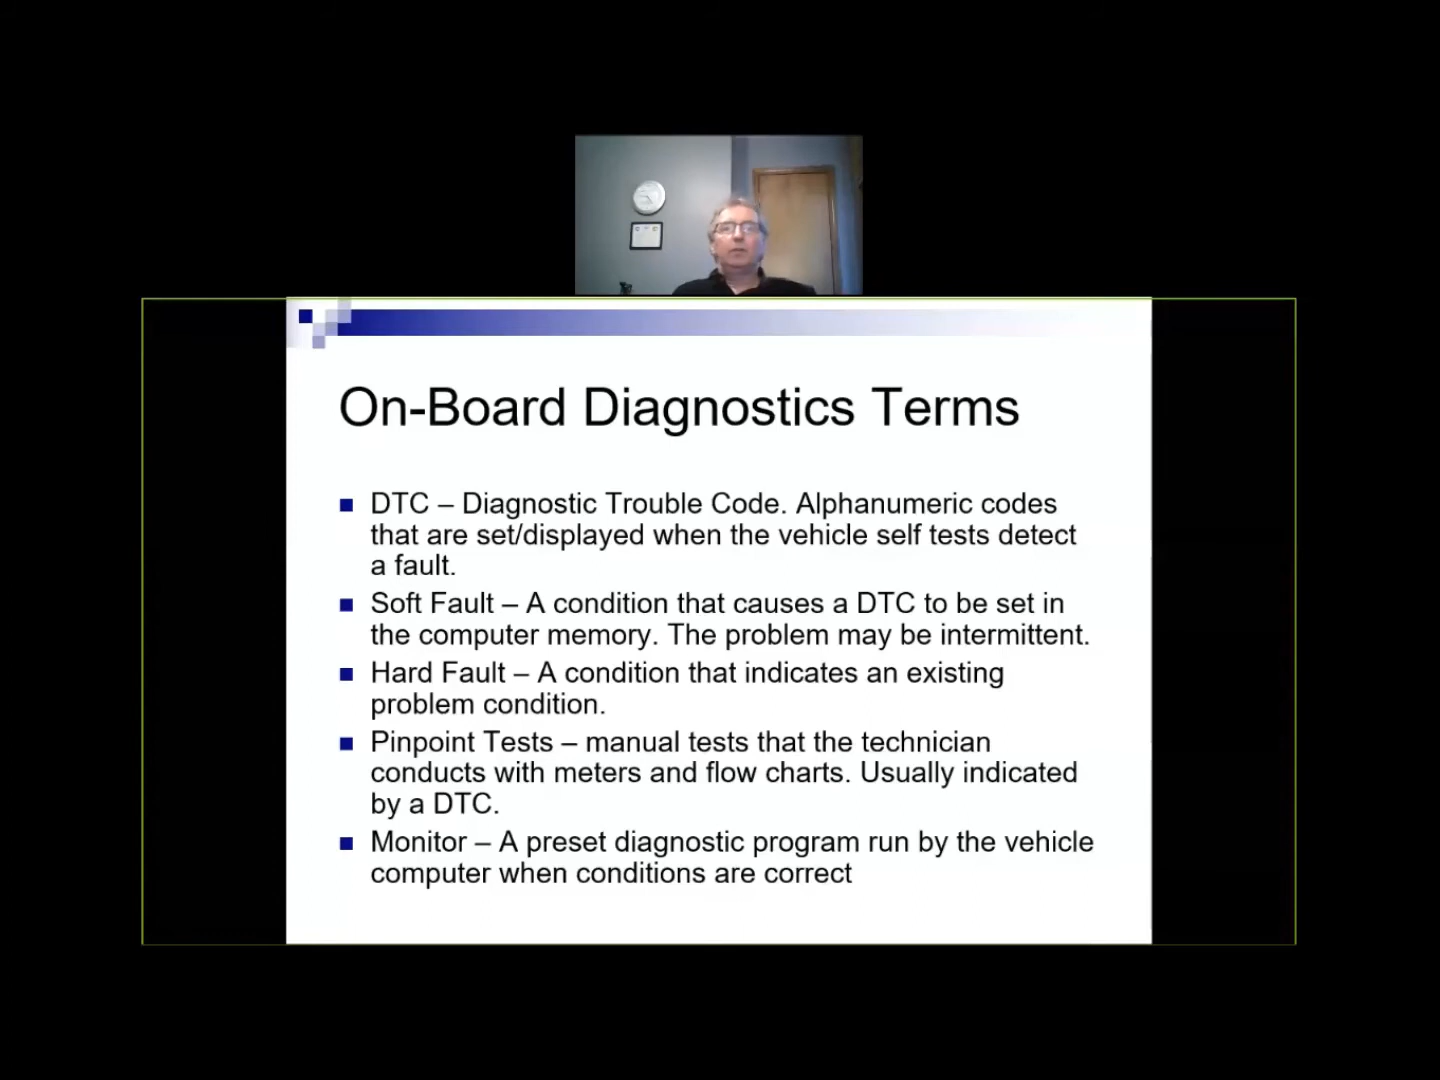 On-Board Diagnostics Terms
DTC – Diagnostic Trouble Code. Alphanumeric codes
that are set/displayed when the vehicle self tests detect
a fault.
Soft Fault – A condition that causes a DTC to be set in
the computer memory. The problem may be intermittent.
Hard Fault – A condition that indicates an existing
problem condition.
Pinpoint Tests – manual tests that the technician
conducts with meters and flow charts. Usually indicated
by a DTC.
Monitor – A preset diagnostic program run by the vehicle
computer when conditions are correct